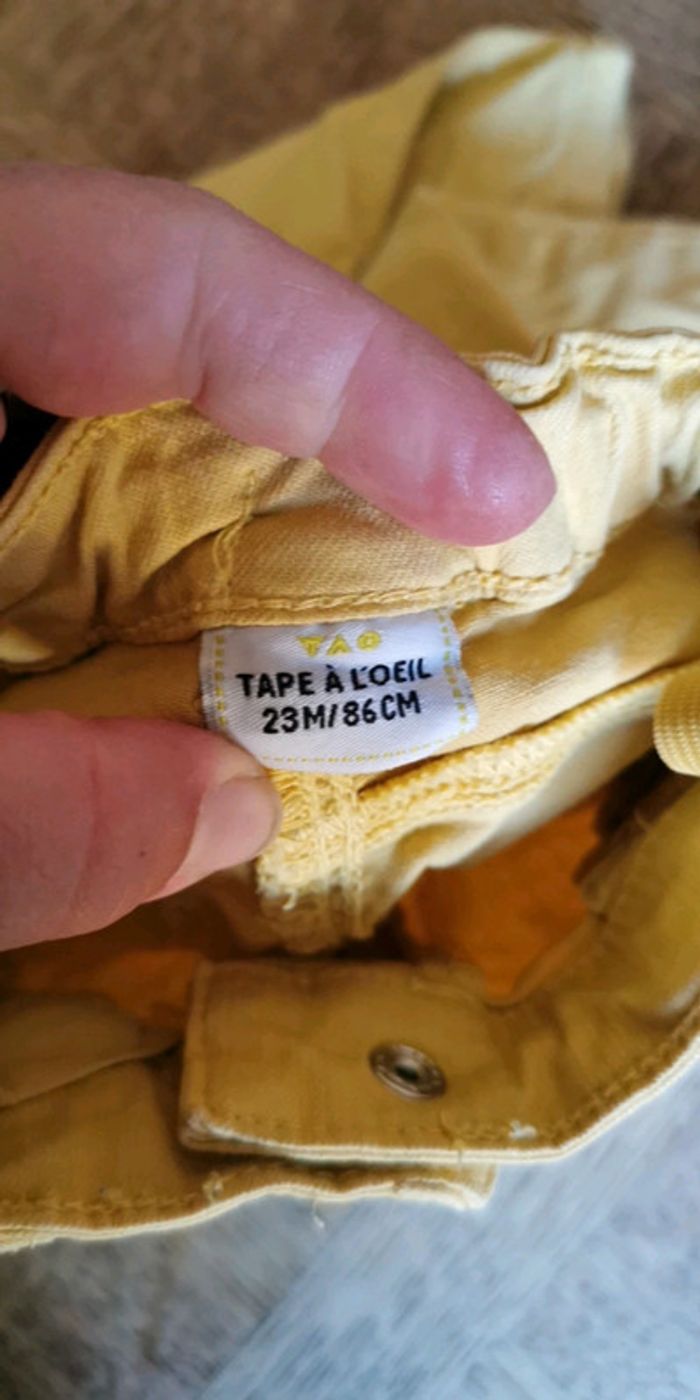 TAO
TAPE À L'OEIL
23M/86CM